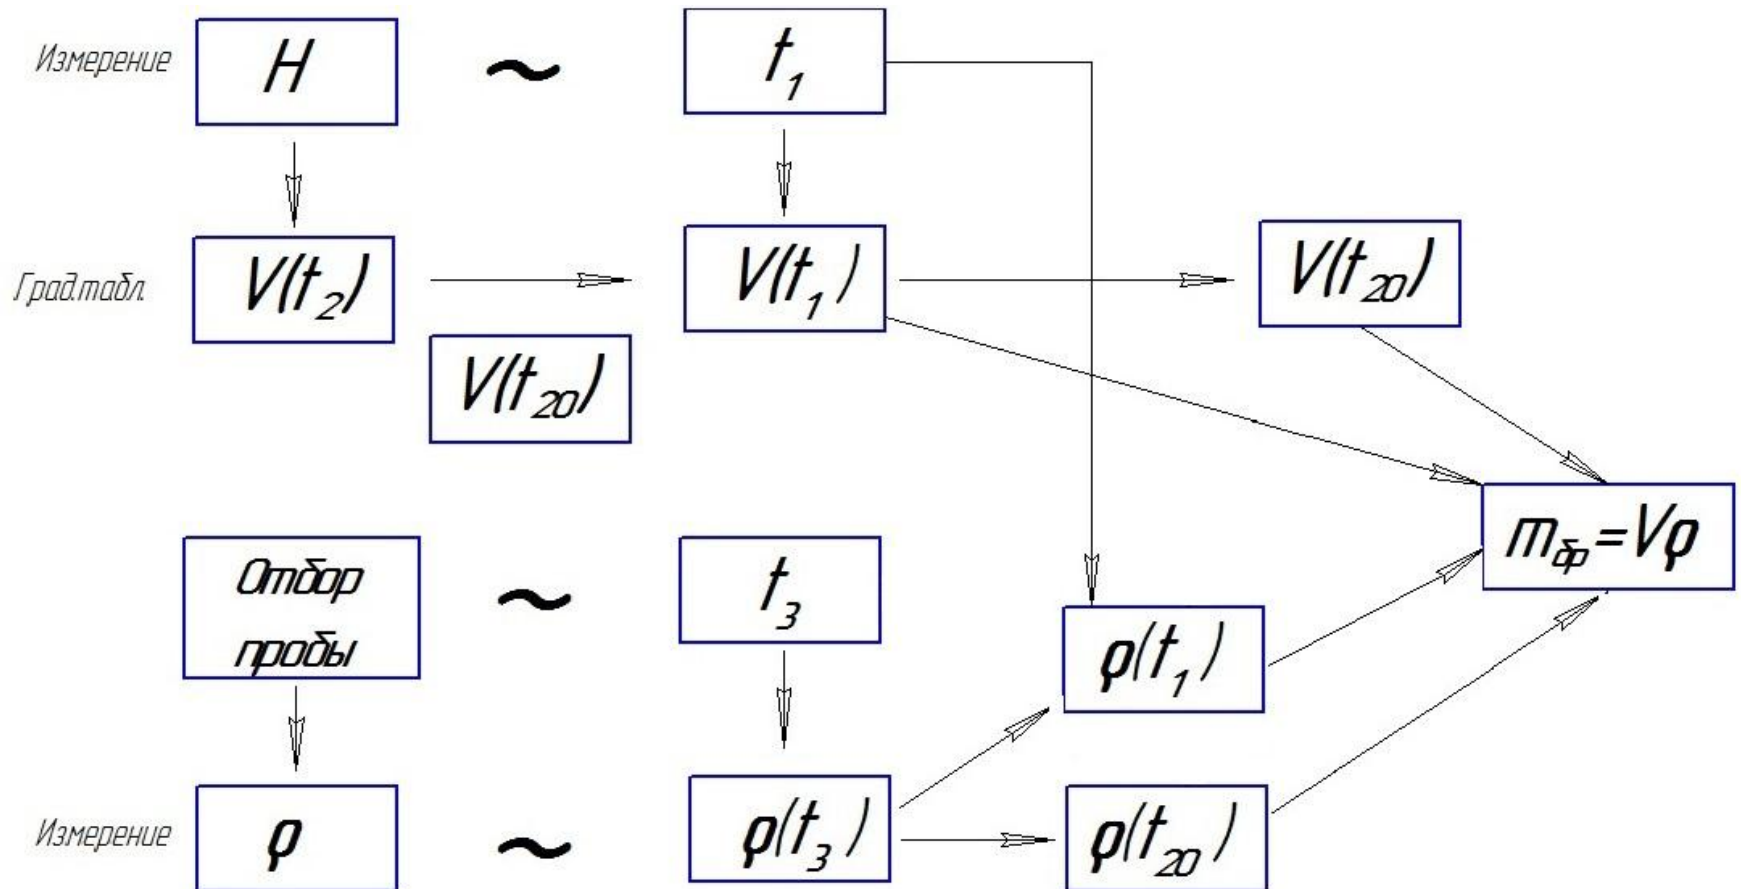 Измерение
H
~
t₁
Град.табл.
V(t₂)
V(t₁)
V(t₂₀)
V(t₂₀)
Отбор
пробы
~
t₃
ρ(t₁)
mбр=Vρ
Измерение
ρ
~
ρ(t₃)
ρ(t₂₀)